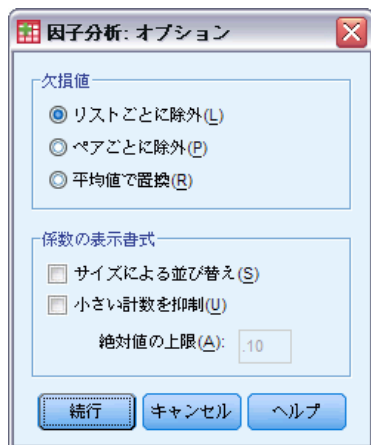 因子分析: オプション
欠損値
リストごとに除外(L)
ペアごとに除外(P)
平均値で置換(R)
係数の表示書式
サイズによる並び替え(S)
小さい計数を抑制(U)
絶対値の上限(A): .10
続行 キャンセル ヘルプ